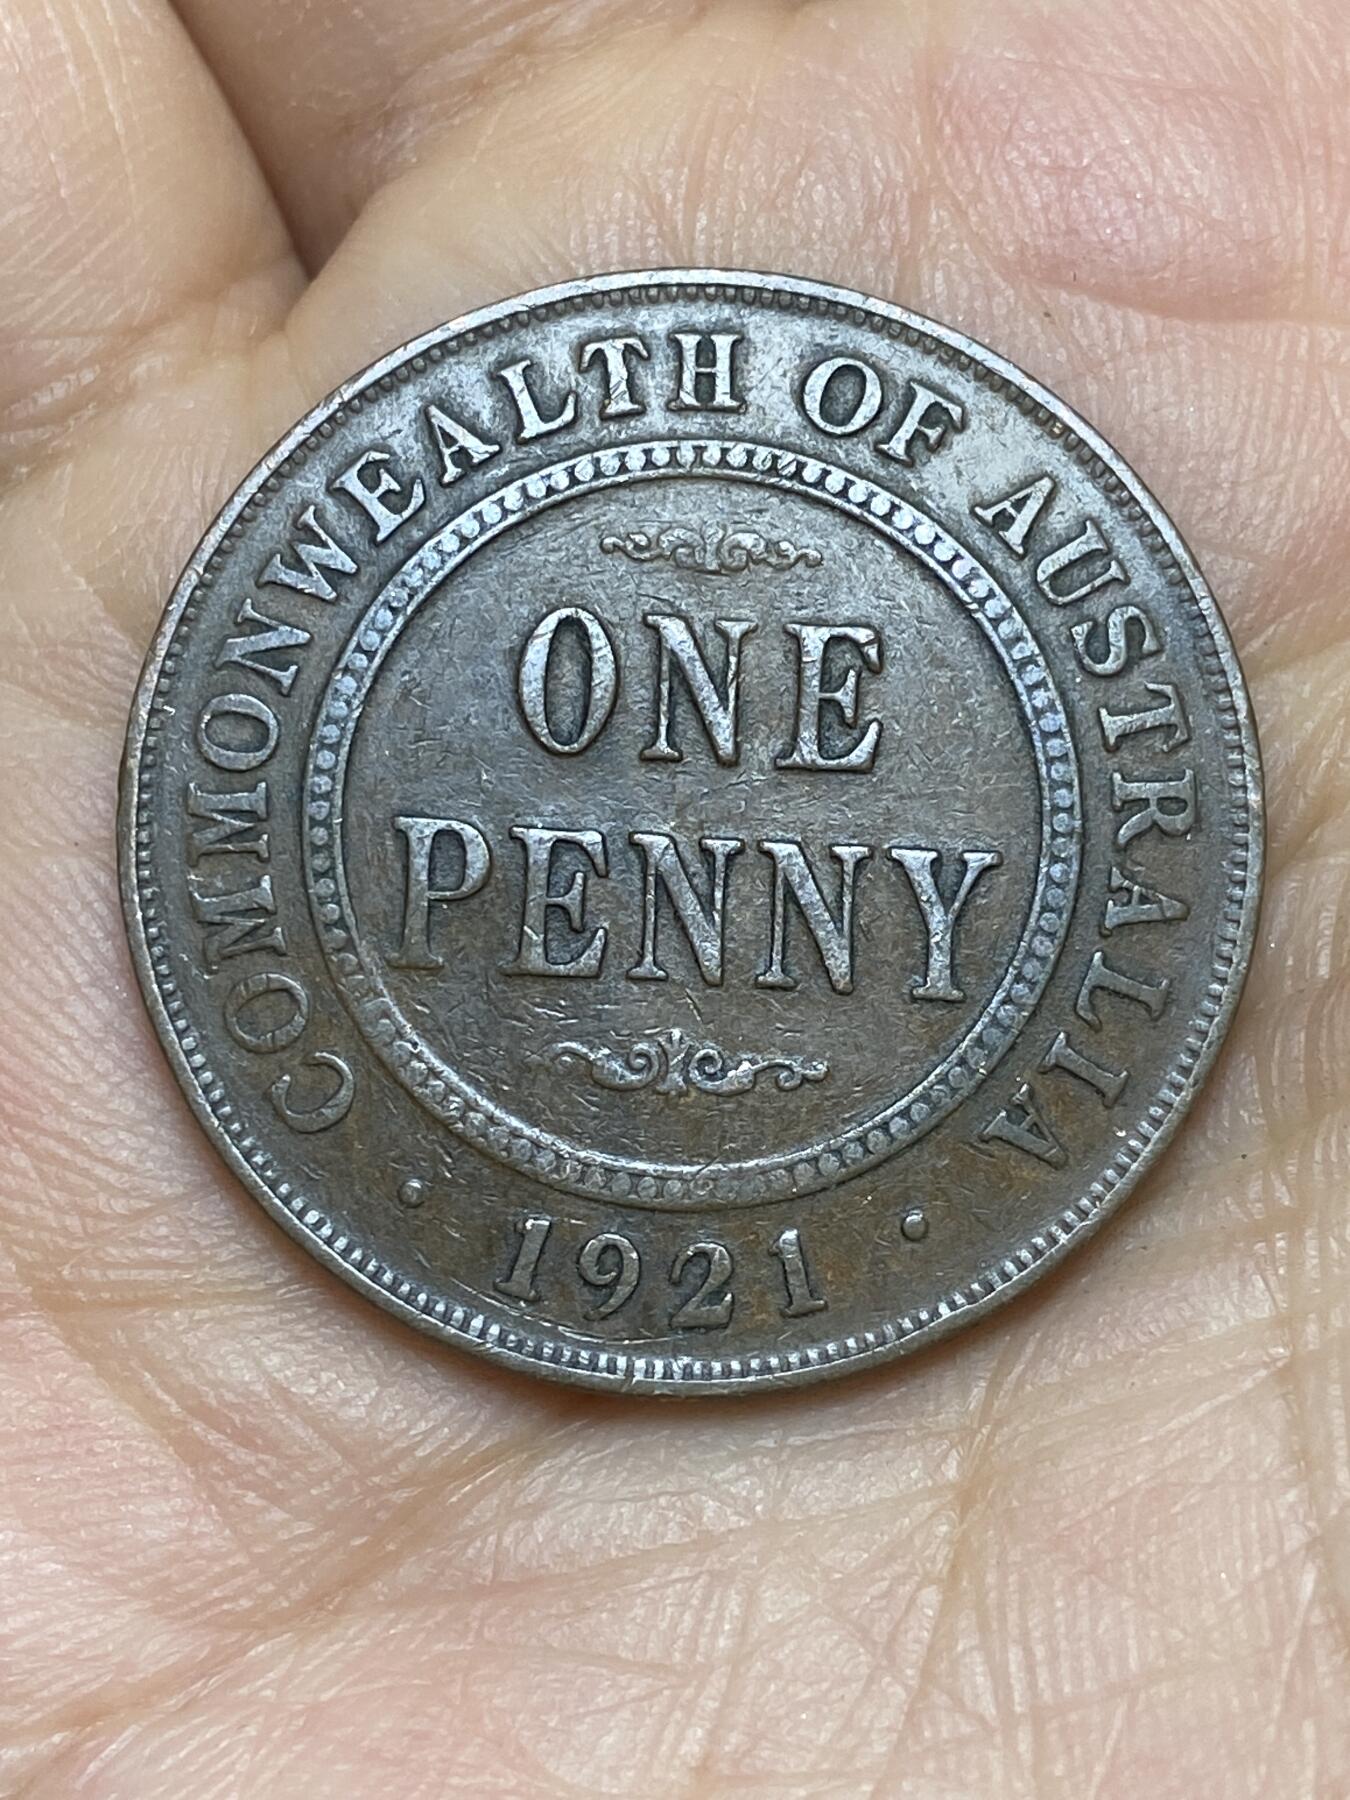 COMMONWEALTH OF AUSTRALIA
ONE
PENNY
· 1921 ·